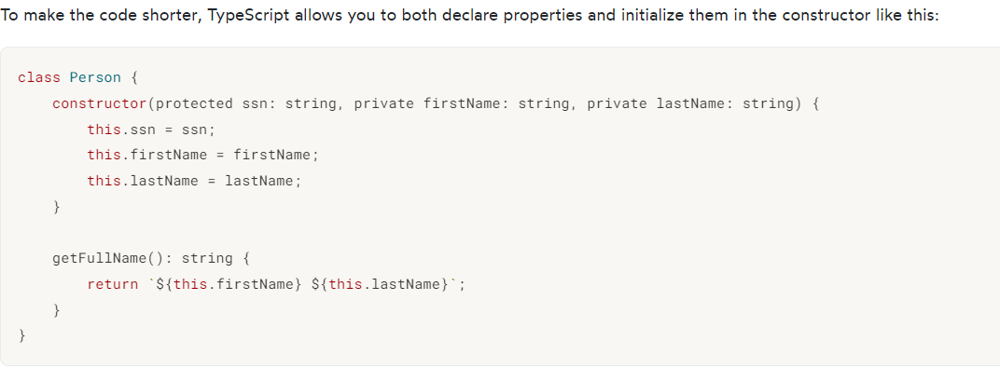 To make the code shorter, TypeScript allows you to both declare properties and initialize them in the constructor like this:
class Person {
    constructor(protected ssn: string, private firstName: string, private lastName: string) {
        this.ssn = ssn;
        this.firstName = firstName;
        this.lastName = lastName;
    }

    getFullName(): string {
        return `${this.firstName} ${this.lastName}`;
    }
}